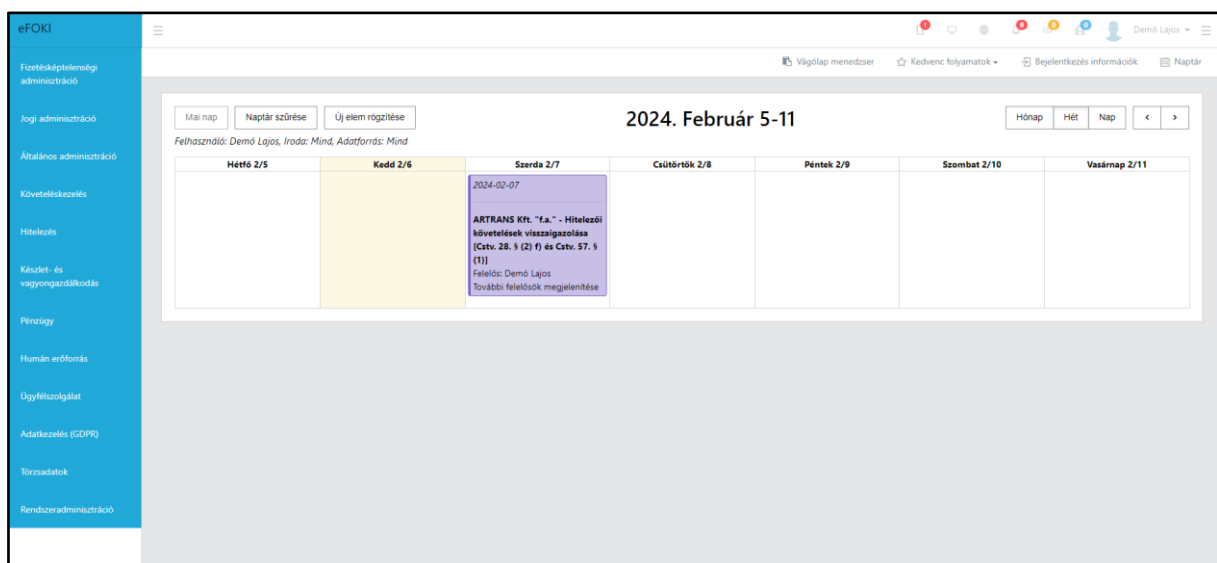 eFOKI
Demó Lajos
Vágólap menedzser
Kedvenc folyamatok
Bejelentkezés információk
Naptár
Fizetésképtelenségi
adminisztráció
Jogi adminisztráció
Általános adminisztráció
Követeléskezelés
Hitelezés
Készlet- és
vagyongazdálkodás
Pénzügy
Humán erőforrás
Ügyfélszolgálat
Adatkezelés (GDPR)
Törzsadatok
Rendszeradminisztráció
Mai nap
Naptár szűrése
Új elem rögzítése
2024. Február 5-11
Hónap
Hét
Nap
Felhasználó: Demó Lajos, Iroda: Mind, Adatforrás: Mind
Hétfő 2/5
Kedd 2/6
Szerda 2/7
Csütörtök 2/8
Péntek 2/9
Szombat 2/10
Vasárnap 2/11
2024-02-07
ARTRANS Kft. "f.a." - Hitelezői
követelések visszaigazolása
[Cstv. 28. § (2) f) és Cstv. 57. §
(1)]
Felelős: Demó Lajos
További felelősök megjelenítése